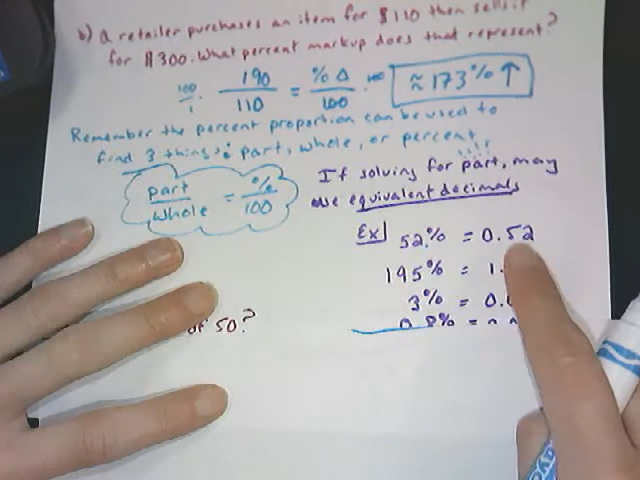 b) a retailer purchases an item for $110 then sells it
for $300. What percent markup does that represent?
100/1 · 190/110 = % Δ/100 ≈ 173% ↑
Remember the percent proportion can be used to
find 3 things: part, whole, or percent.
part/whole = %/100
If solving for part, may
use equivalent decimals
Ex] 52% = 0.52
195% = 1.
3% = 0.
0.8% =
of 50?